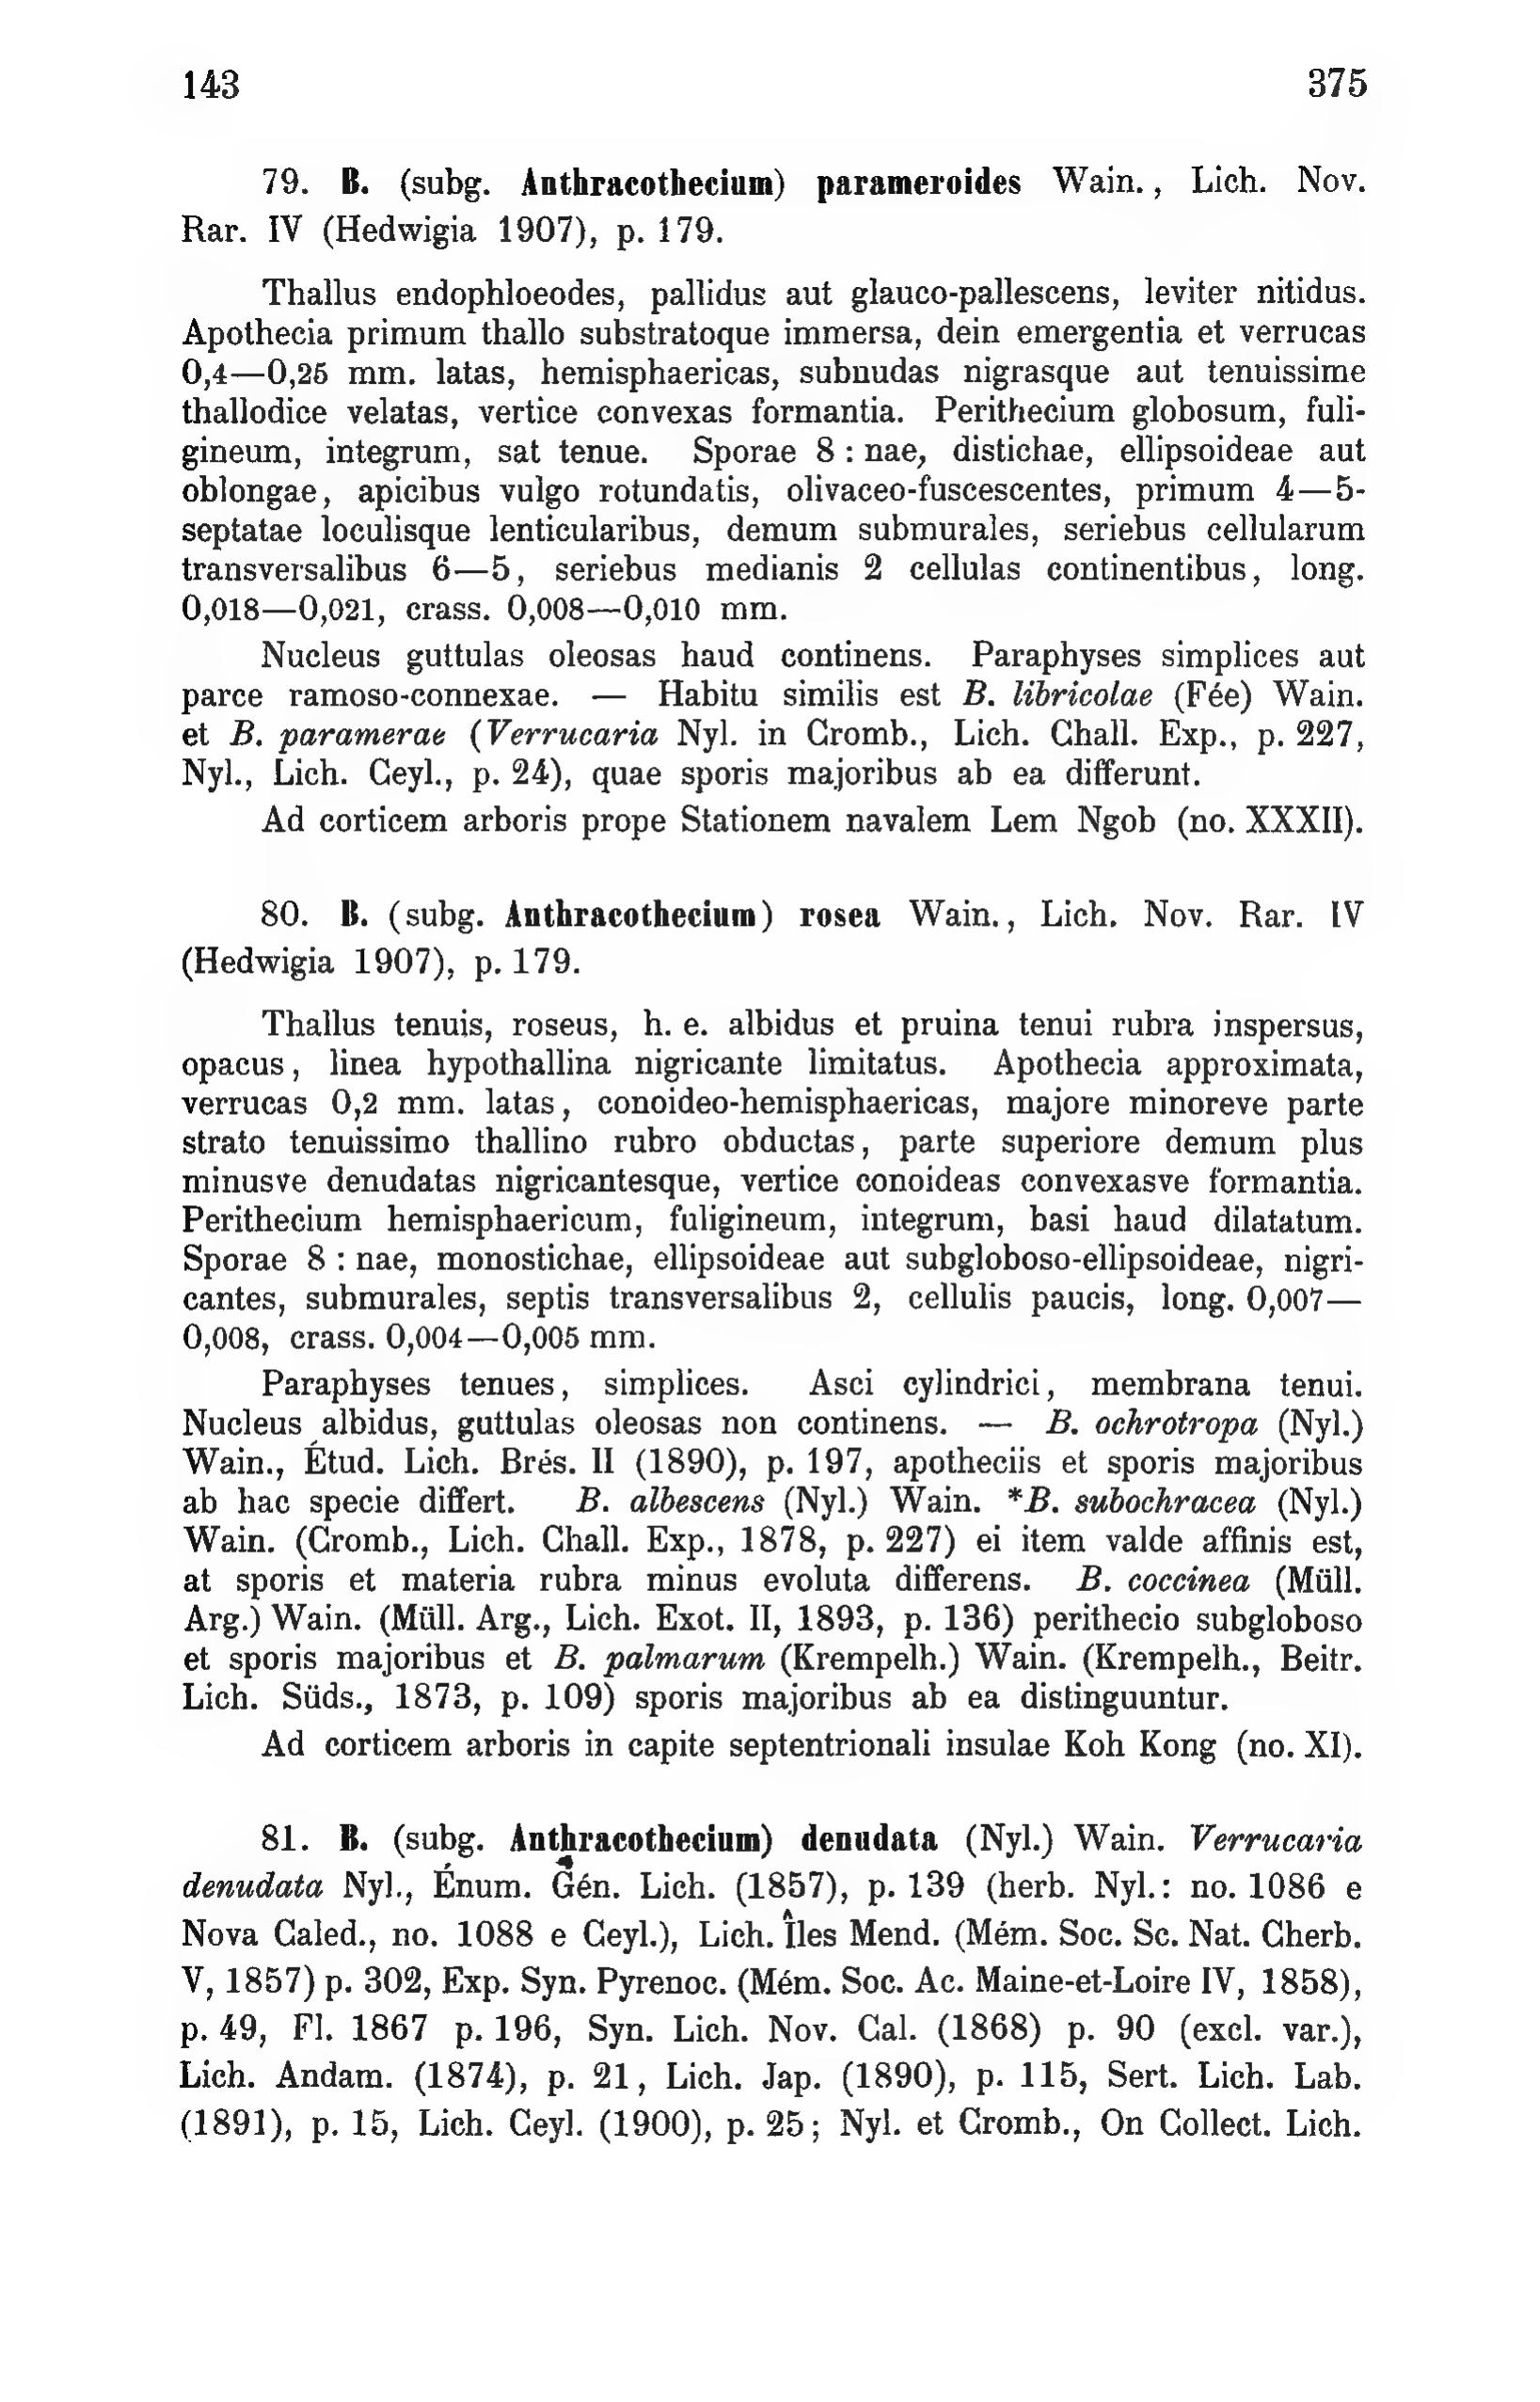 143 375
79. B. (subg. Anthracothecium) parameroides Wain., Lich. Nov.
Rar. IV (Hedwigia 1907), p. 179.
Thallus endophloeodes, pallidus aut glauco-pallescens, leviter nitidus.
Apothecia primum thallo substratoque immersa, dein emergentia et verrucas
0,4—0,25 mm. latas, hemisphaericas, subnudas nigrasque aut tenuissime
thallodice velatas, vertice convexas formantia. Perithecium globosum, fuli-
gineum, integrum, sat tenue. Sporae 8 : nae, distichae, ellipsoideae aut
oblongae, apicibus vulgo rotundatis, olivaceo-fuscescentes, primum 4—5-
septatae loculisque lenticularibus, demum submurales, seriebus cellularum
transversalibus 6—5, seriebus medianis 2 cellulas continentibus, long.
0,018—0,021, crass. 0,008—0,010 mm.
Nucleus guttulas oleosas haud continens. Paraphyses simplices aut
parce ramoso-connexae. — Habitu similis est B. libricolae (Fée) Wain.
et B. paramerae (Verrucaria Nyl. in Cromb., Lich. Chall. Exp., p. 227,
Nyl., Lich. Ceyl., p. 24), quae sporis majoribus ab ea differunt.
Ad corticem arboris prope Stationem navalem Lem Ngob (no. XXXII).
80. B. (subg. Anthracothecium) rosea Wain., Lich. Nov. Rar. IV
(Hedwigia 1907), p. 179.
Thallus tenuis, roseus, h. e. albidus et pruina tenui rubra inspersus,
opacus, linea hypothallina nigricante limitatus. Apothecia approximata,
verrucas 0,2 mm. latas, conoideo-hemisphaericas, majore minoreve parte
strato tenuissimo thallino rubro obductas, parte superiore demum plus
minusve denudatas nigricantesque, vertice conoideas convexasve formantia.
Perithecium hemisphaericum, fuligineum, integrum, basi haud dilatatum.
Sporae 8 : nae, monostichae, ellipsoideae aut subgloboso-ellipsoideae, nigri-
cantes, submurales, septis transversalibus 2, cellulis paucis, long. 0,007—
0,008, crass. 0,004—0,005 mm.
Paraphyses tenues, simplices. Asci cylindrici, membrana tenui.
Nucleus albidus, guttulas oleosas non continens. — B. ochrotropa (Nyl.)
Wain., Étud. Lich. Brés. II (1890), p. 197, apotheciis et sporis majoribus
ab hac specie differt. B. albescens (Nyl.) Wain. *B. subochracea (Nyl.)
Wain. (Cromb., Lich. Chall. Exp., 1878, p. 227) ei item valde affinis est,
at sporis et materia rubra minus evoluta differens. B. coccinea (Müll.
Arg.) Wain. (Müll. Arg., Lich. Exot. II, 1893, p. 136) perithecio subgloboso
et sporis majoribus et B. palmarum (Krempelh.) Wain. (Krempelh., Beitr.
Lich. Süds., 1873, p. 109) sporis majoribus ab ea distinguuntur.
Ad corticem arboris in capite septentrionali insulae Koh Kong (no. XI).
81. B. (subg. Anthracothecium) denudata (Nyl.) Wain. Verrucaria
denudata Nyl., Énum. Gén. Lich. (1857), p. 139 (herb. Nyl.: no. 1086 e
Nova Caled., no. 1088 e Ceyl.), Lich. Îles Mend. (Mém. Soc. Sc. Nat. Cherb.
V, 1857) p. 302, Exp. Syn. Pyrenoc. (Mém. Soc. Ac. Maine-et-Loire IV, 1858),
p. 49, Fl. 1867 p. 196, Syn. Lich. Nov. Cal. (1868) p. 90 (excl. var.),
Lich. Andam. (1874), p. 21, Lich. Jap. (1890), p. 115, Sert. Lich. Lab.
(1891), p. 15, Lich. Ceyl. (1900), p. 25; Nyl. et Cromb., On Collect. Lich.